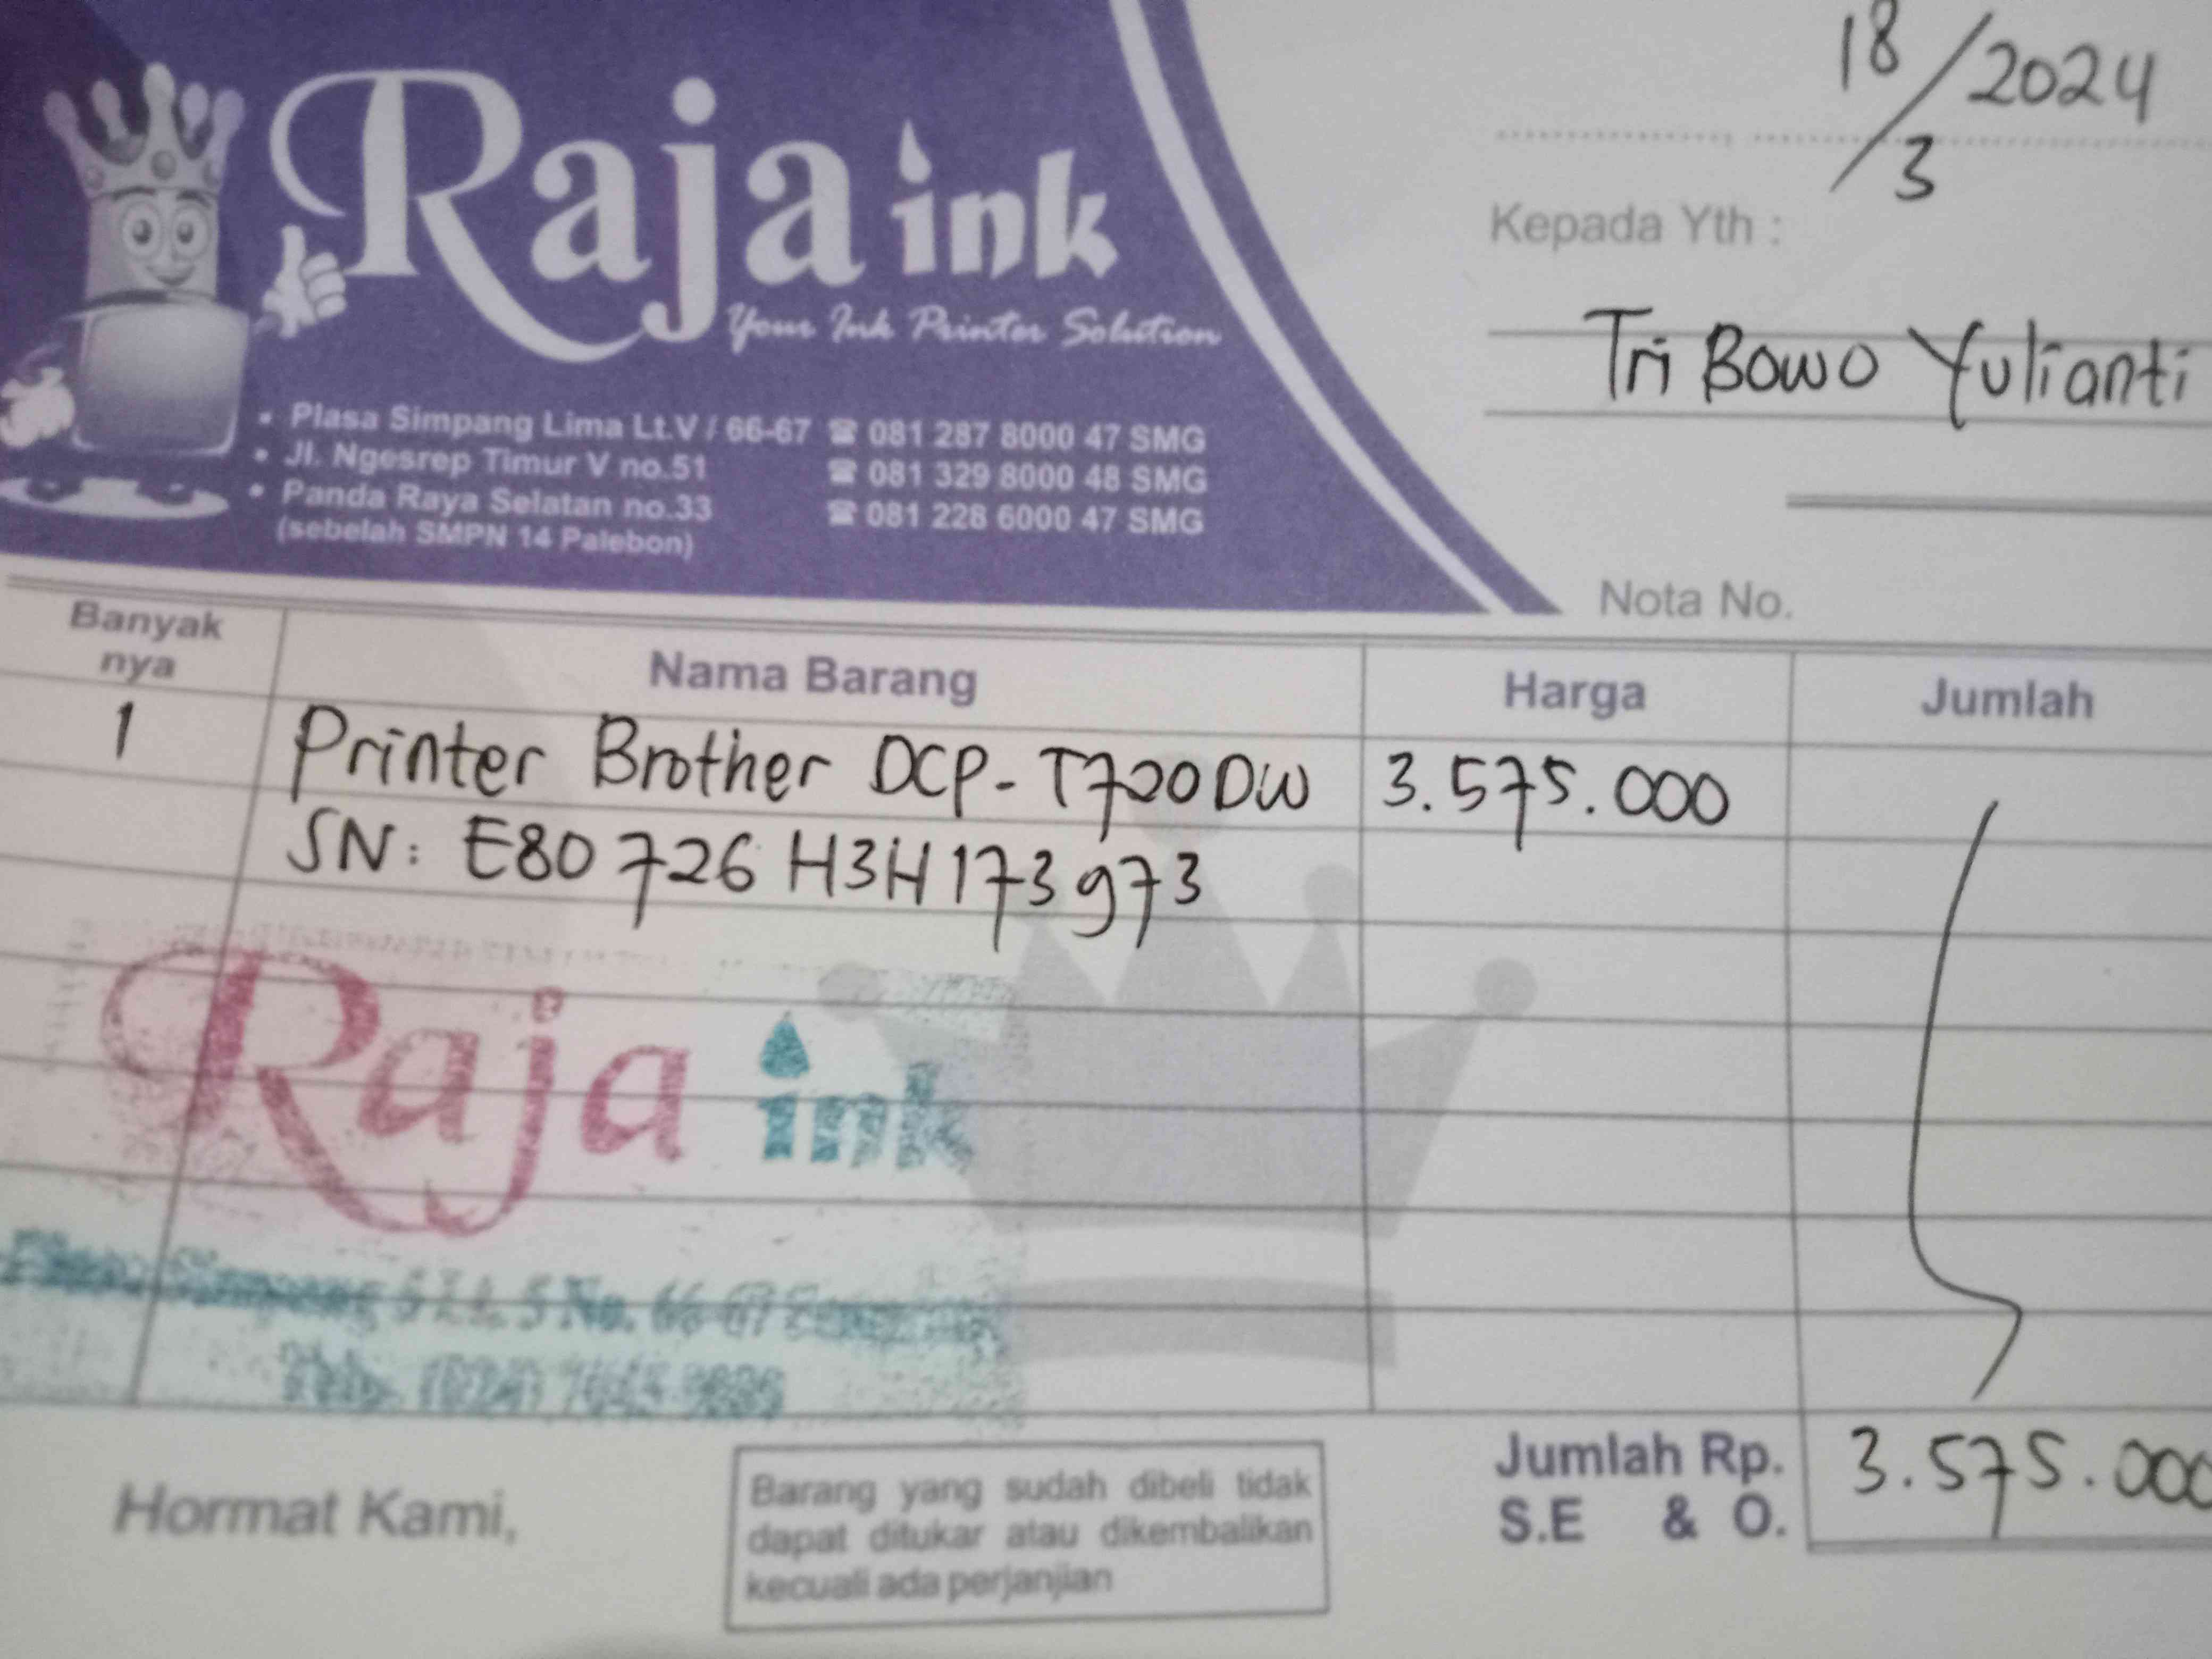 Raja ink
Your Ink Printer Solution
• Plasa Simpang Lima Lt.V / 66-67 ☎ 081 287 8000 47 SMG
• Jl. Ngesrep Timur V no.51 ☎ 081 329 8000 48 SMG
• Panda Raya Selatan no.33 ☎ 081 228 6000 47 SMG
(sebelah SMPN 14 Palebon)
18/3/2024
Kepada Yth :
Tri Bowo Yulianti
Nota No.
Banyak nya Nama Barang Harga Jumlah
1 Printer Brother DCP-T720DW 3.575.000
SN: E80726H3H173973
Raja ink
No. 66-67
Hormat Kami,
Barang yang sudah dibeli tidak
dapat ditukar atau dikembalikan
kecuali ada perjanjian
Jumlah Rp. 3.575.000
S.E & O.